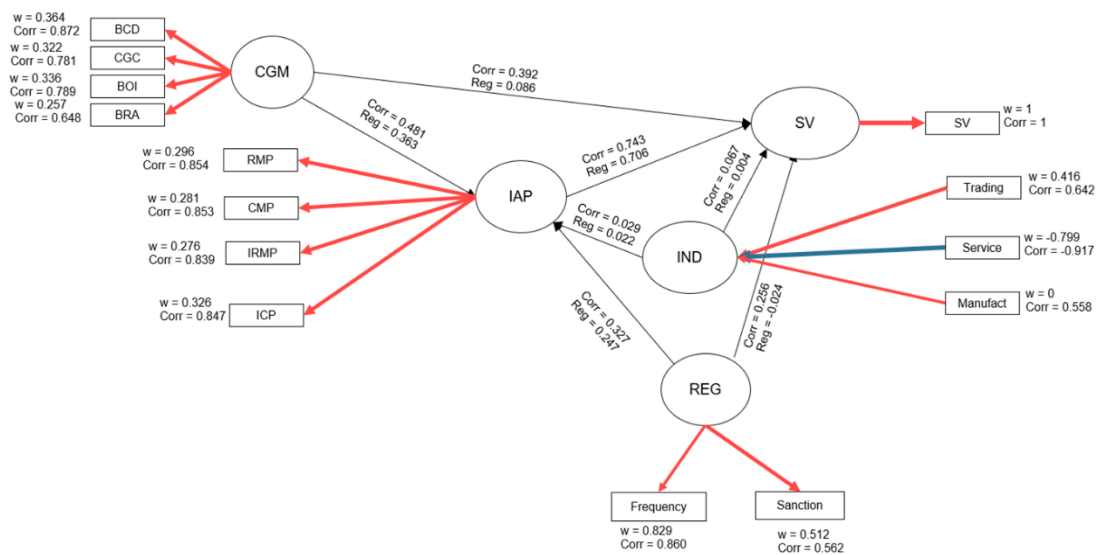 w = 0.364
Corr = 0.872
BCD
w = 0.322
Corr = 0.781
CGC
w = 0.336
Corr = 0.789
BOI
w = 0.257
Corr = 0.648
BRA
CGM
Corr = 0.392
Reg = 0.086
SV
SV
w = 1
Corr = 1
Corr = 0.481
Reg = 0.363
w = 0.296
Corr = 0.854
RMP
w = 0.281
Corr = 0.853
CMP
w = 0.276
Corr = 0.839
IRMP
w = 0.326
Corr = 0.847
ICP
IAP
Corr = 0.743
Reg = 0.706
Corr = 0.067
Reg = 0.004
Corr = 0.029
Reg = 0.022
IND
Trading
w = 0.416
Corr = 0.642
Service
w = -0.799
Corr = -0.917
Manufact
w = 0
Corr = 0.558
Corr = 0.256
Reg = -0.024
Corr = 0.327
Reg = 0.247
REG
Frequency
w = 0.829
Corr = 0.860
Sanction
w = 0.512
Corr = 0.562